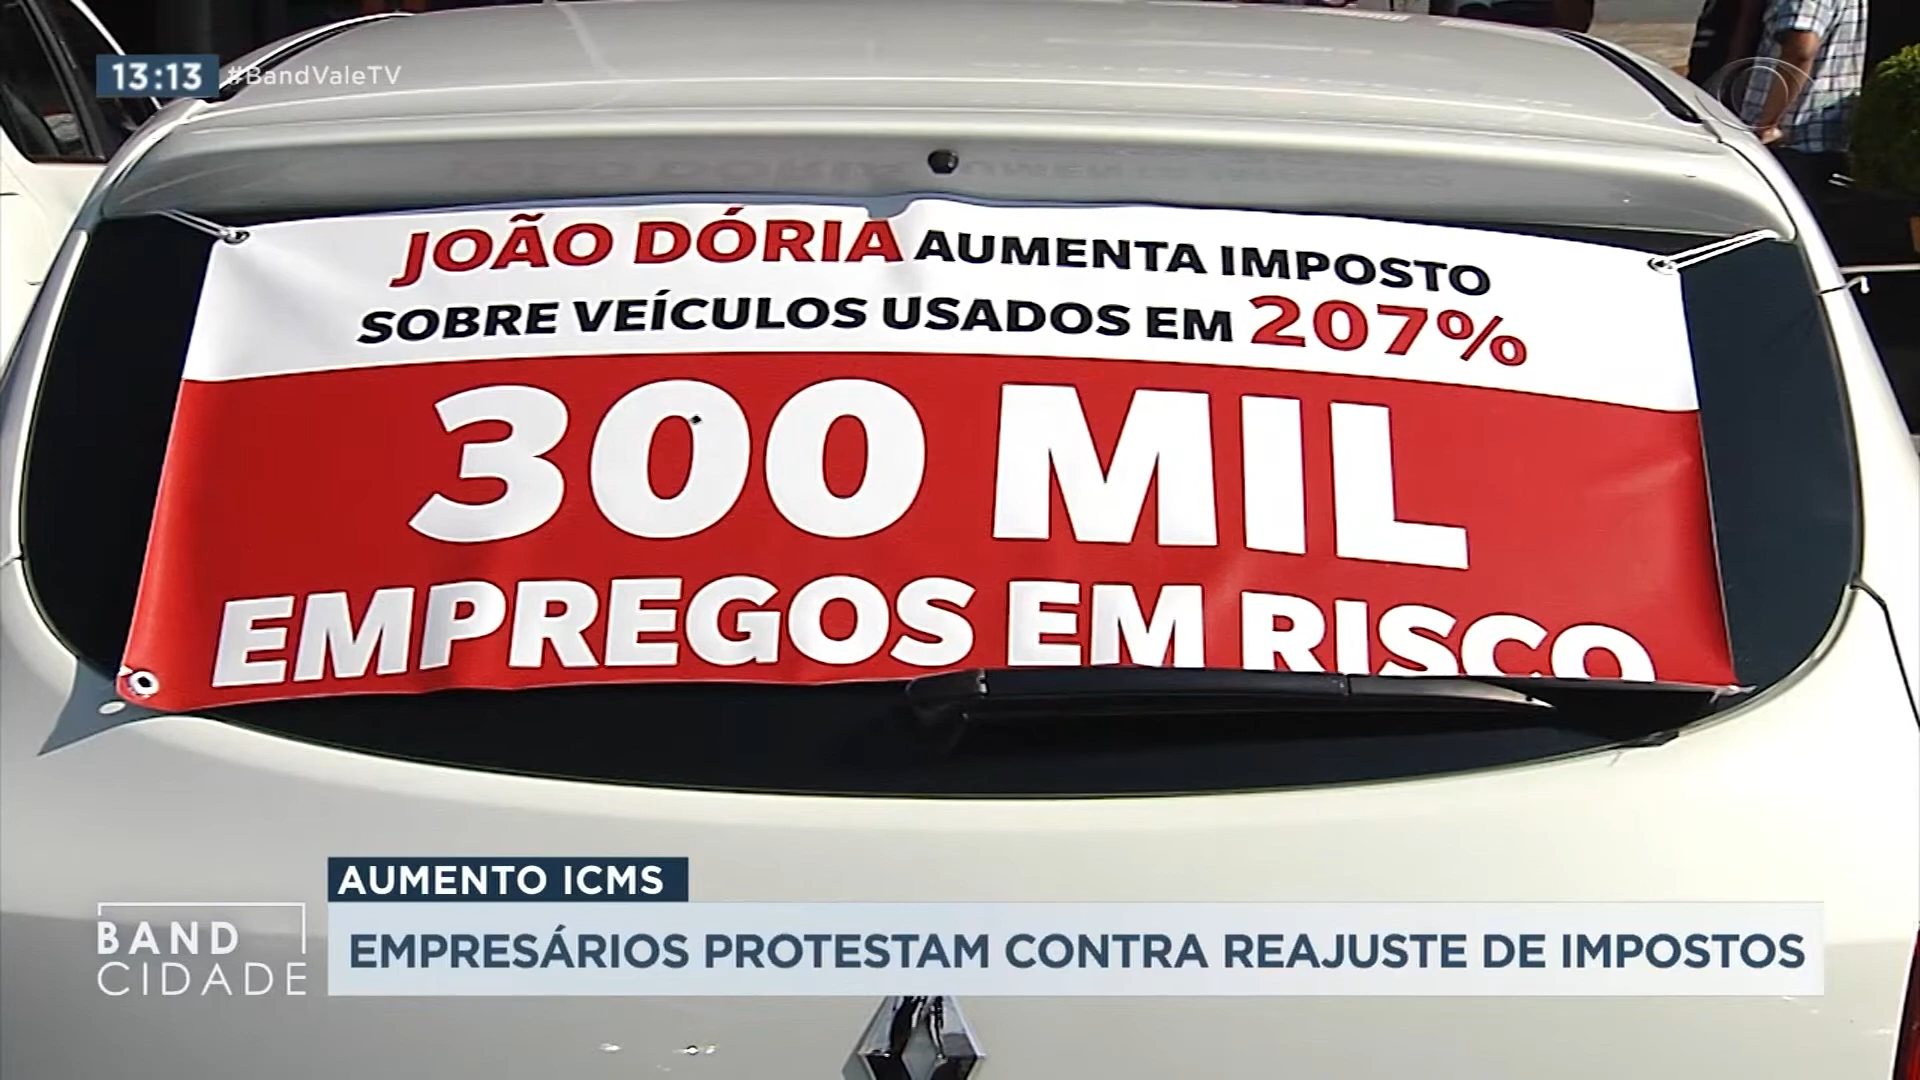 13:13 #BandValeTV
JOÃO DÓRIA AUMENTA IMPOSTO
SOBRE VEÍCULOS USADOS EM 207%
300 MIL
EMPREGOS EM RISCO
AUMENTO ICMS
EMPRESÁRIOS PROTESTAM CONTRA REAJUSTE DE IMPOSTOS
BAND
CIDADE